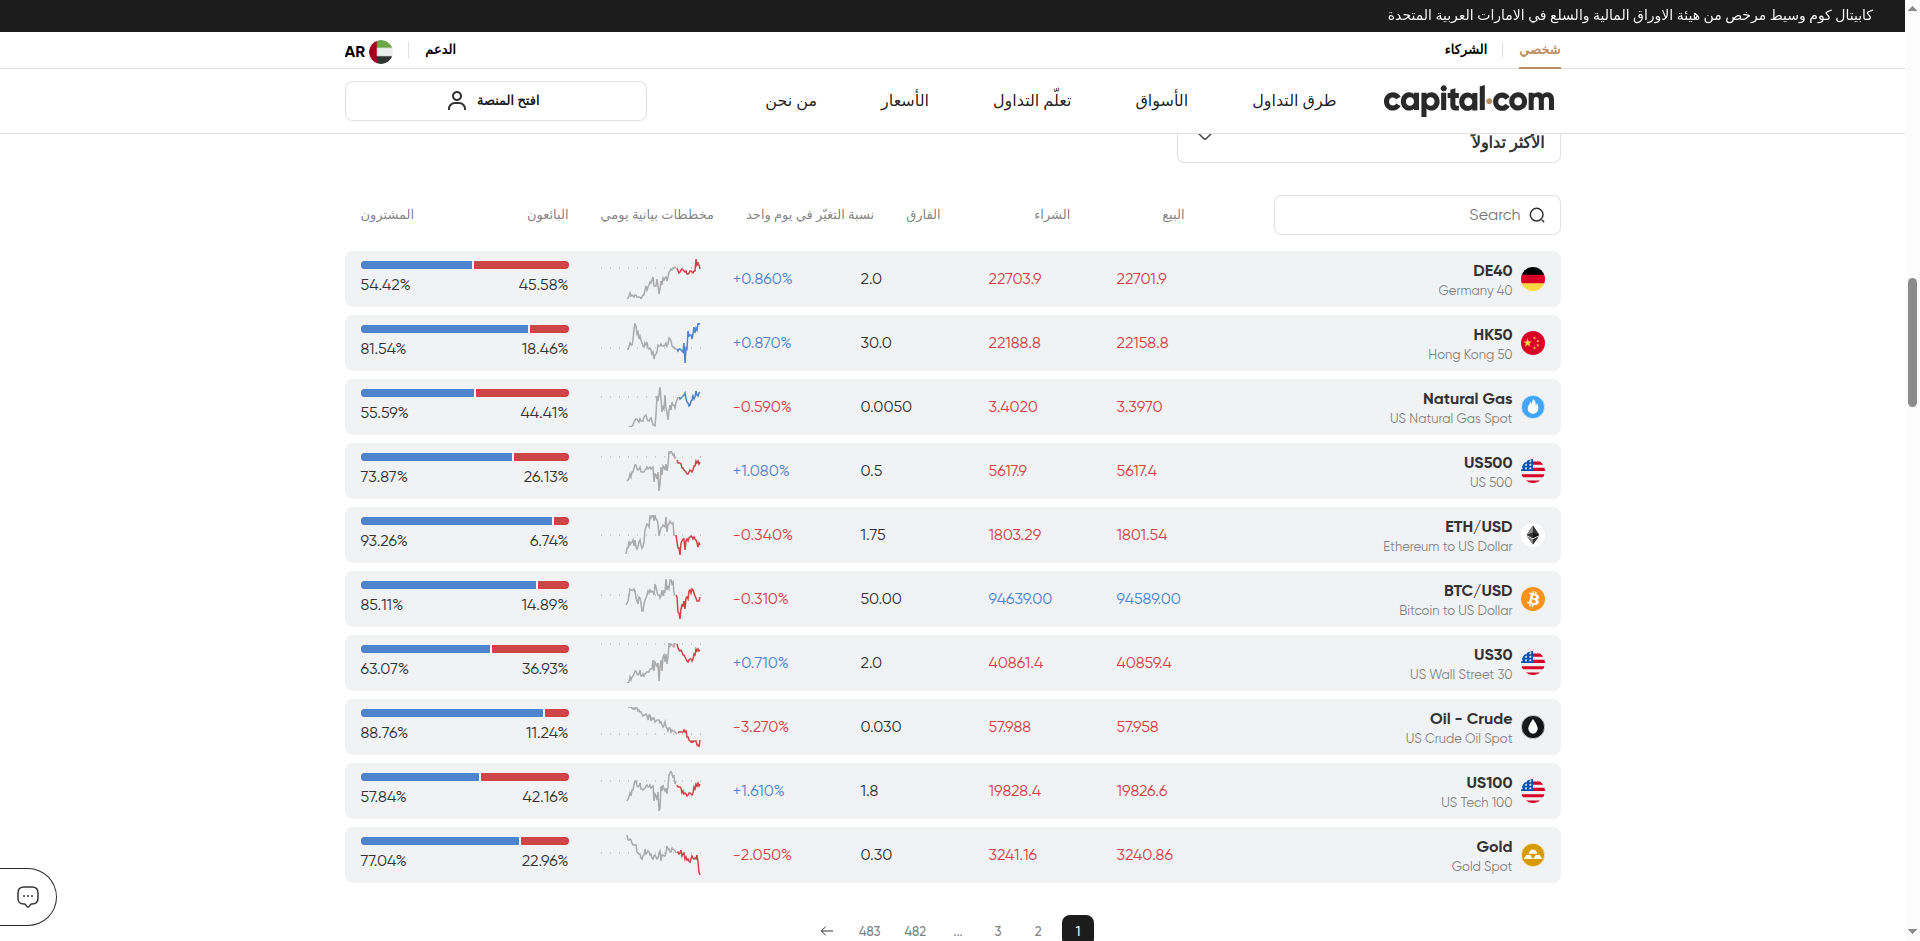 كابيتال كوم وسيط مرخص من هيئة الاوراق المالية والسلع في الامارات العربية المتحدة
شخصي
الشركاء
الدعم
AR
capital.com
طرق التداول
الأسواق
تعلّم التداول
الأسعار
من نحن
افتح المنصة
الأكثر تداولاً
Search
البيع
الشراء
الفارق
نسبة التغيّر في يوم واحد
مخططات بيانية يومي
البائعون
المشترون
DE40
Germany 40
22701.9
22703.9
2.0
+0.860%
45.58%
54.42%
HK50
Hong Kong 50
22158.8
22188.8
30.0
+0.870%
18.46%
81.54%
Natural Gas
US Natural Gas Spot
3.3970
3.4020
0.0050
-0.590%
44.41%
55.59%
US500
US 500
5617.4
5617.9
0.5
+1.080%
26.13%
73.87%
ETH/USD
Ethereum to US Dollar
1801.54
1803.29
1.75
-0.340%
6.74%
93.26%
BTC/USD
Bitcoin to US Dollar
94589.00
94639.00
50.00
-0.310%
14.89%
85.11%
US30
US Wall Street 30
40859.4
40861.4
2.0
+0.710%
36.93%
63.07%
Oil - Crude
US Crude Oil Spot
57.958
57.988
0.030
-3.270%
11.24%
88.76%
US100
US Tech 100
19826.6
19828.4
1.8
+1.610%
42.16%
57.84%
Gold
Gold Spot
3240.86
3241.16
0.30
-2.050%
22.96%
77.04%
1
2
3
...
482
483